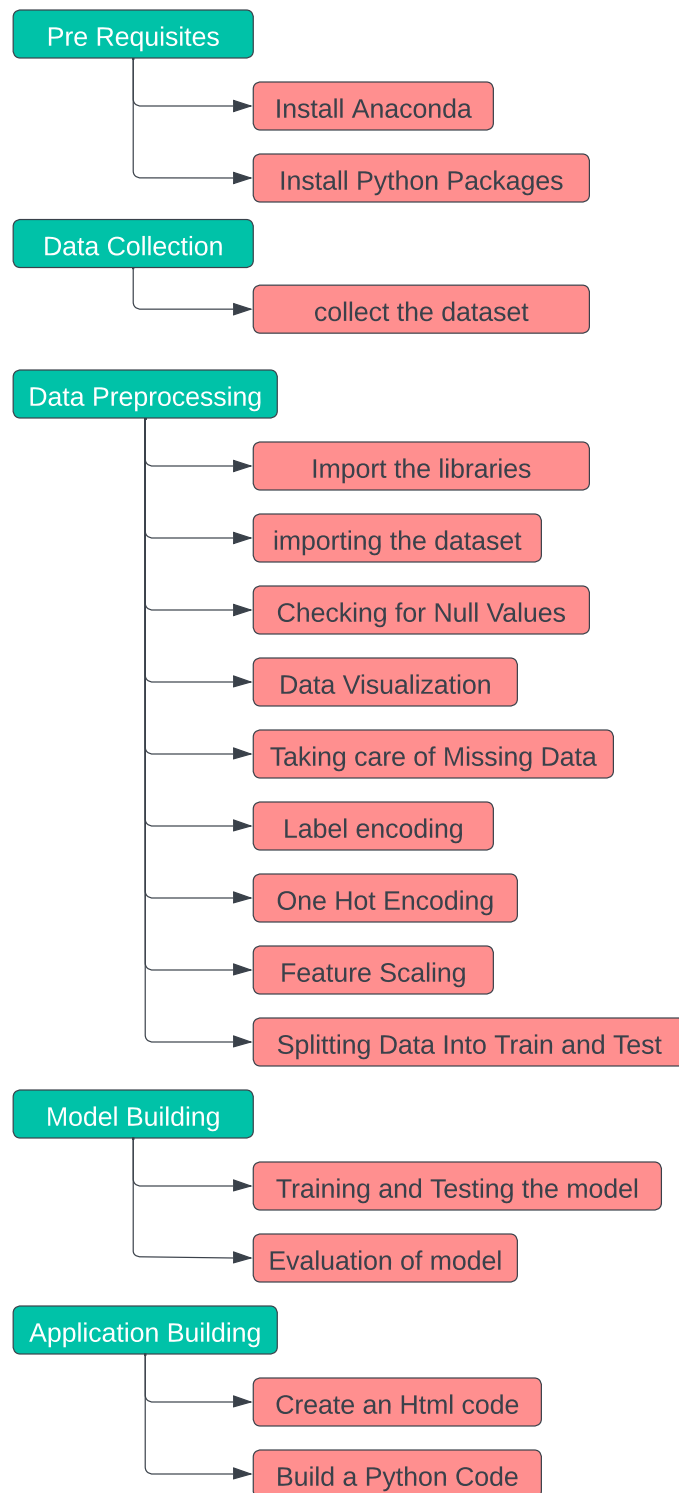 Pre Requisites
Install Anaconda
Install Python Packages
Data Collection
collect the dataset
Data Preprocessing
Import the libraries
importing the dataset
Checking for Null Values
Data Visualization
Taking care of Missing Data
Label encoding
One Hot Encoding
Feature Scaling
Splitting Data Into Train and Test
Model Building
Training and Testing the model
Evaluation of model
Application Building
Create an Html code
Build a Python Code